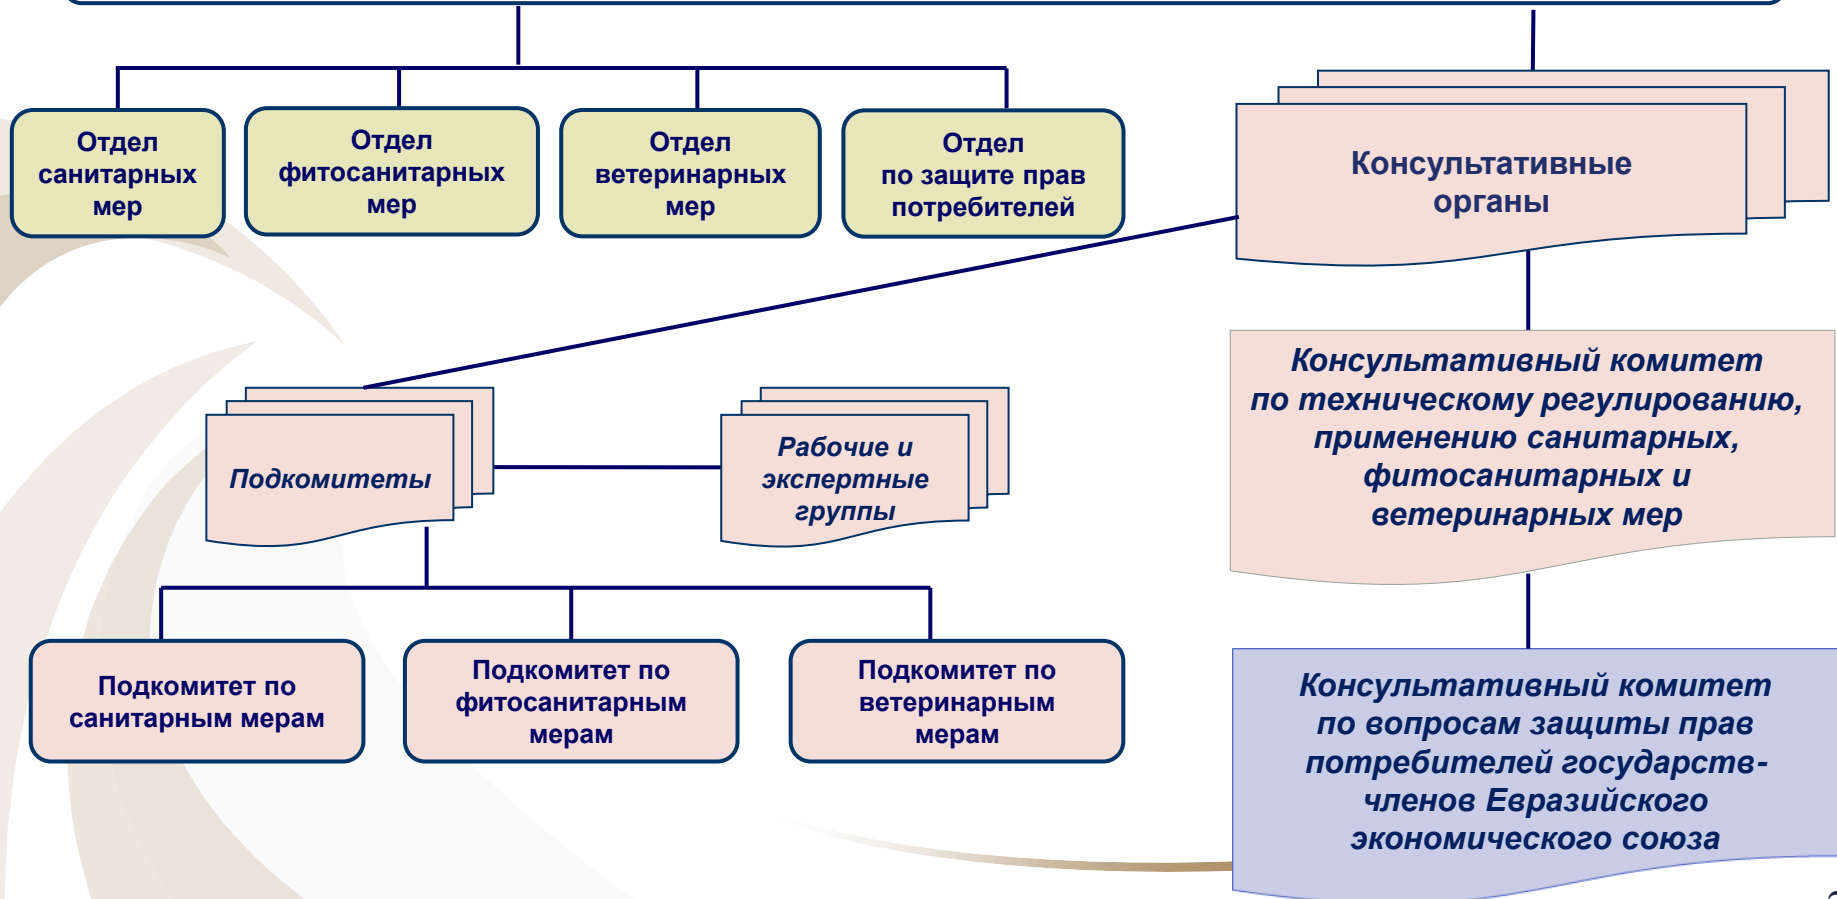 Отдел
санитарных
мер
Отдел
фитосанитарных
мер
Отдел
ветеринарных
мер
Отдел
по защите прав
потребителей
Консультативные
органы
Подкомитеты
Рабочие и
экспертные
группы
Консультативный комитет
по техническому регулированию,
применению санитарных,
фитосанитарных и
ветеринарных мер
Подкомитет по
санитарным мерам
Подкомитет по
фитосанитарным
мерам
Подкомитет по
ветеринарным
мерам
Консультативный комитет
по вопросам защиты прав
потребителей государств-
членов Евразийского
экономического союза